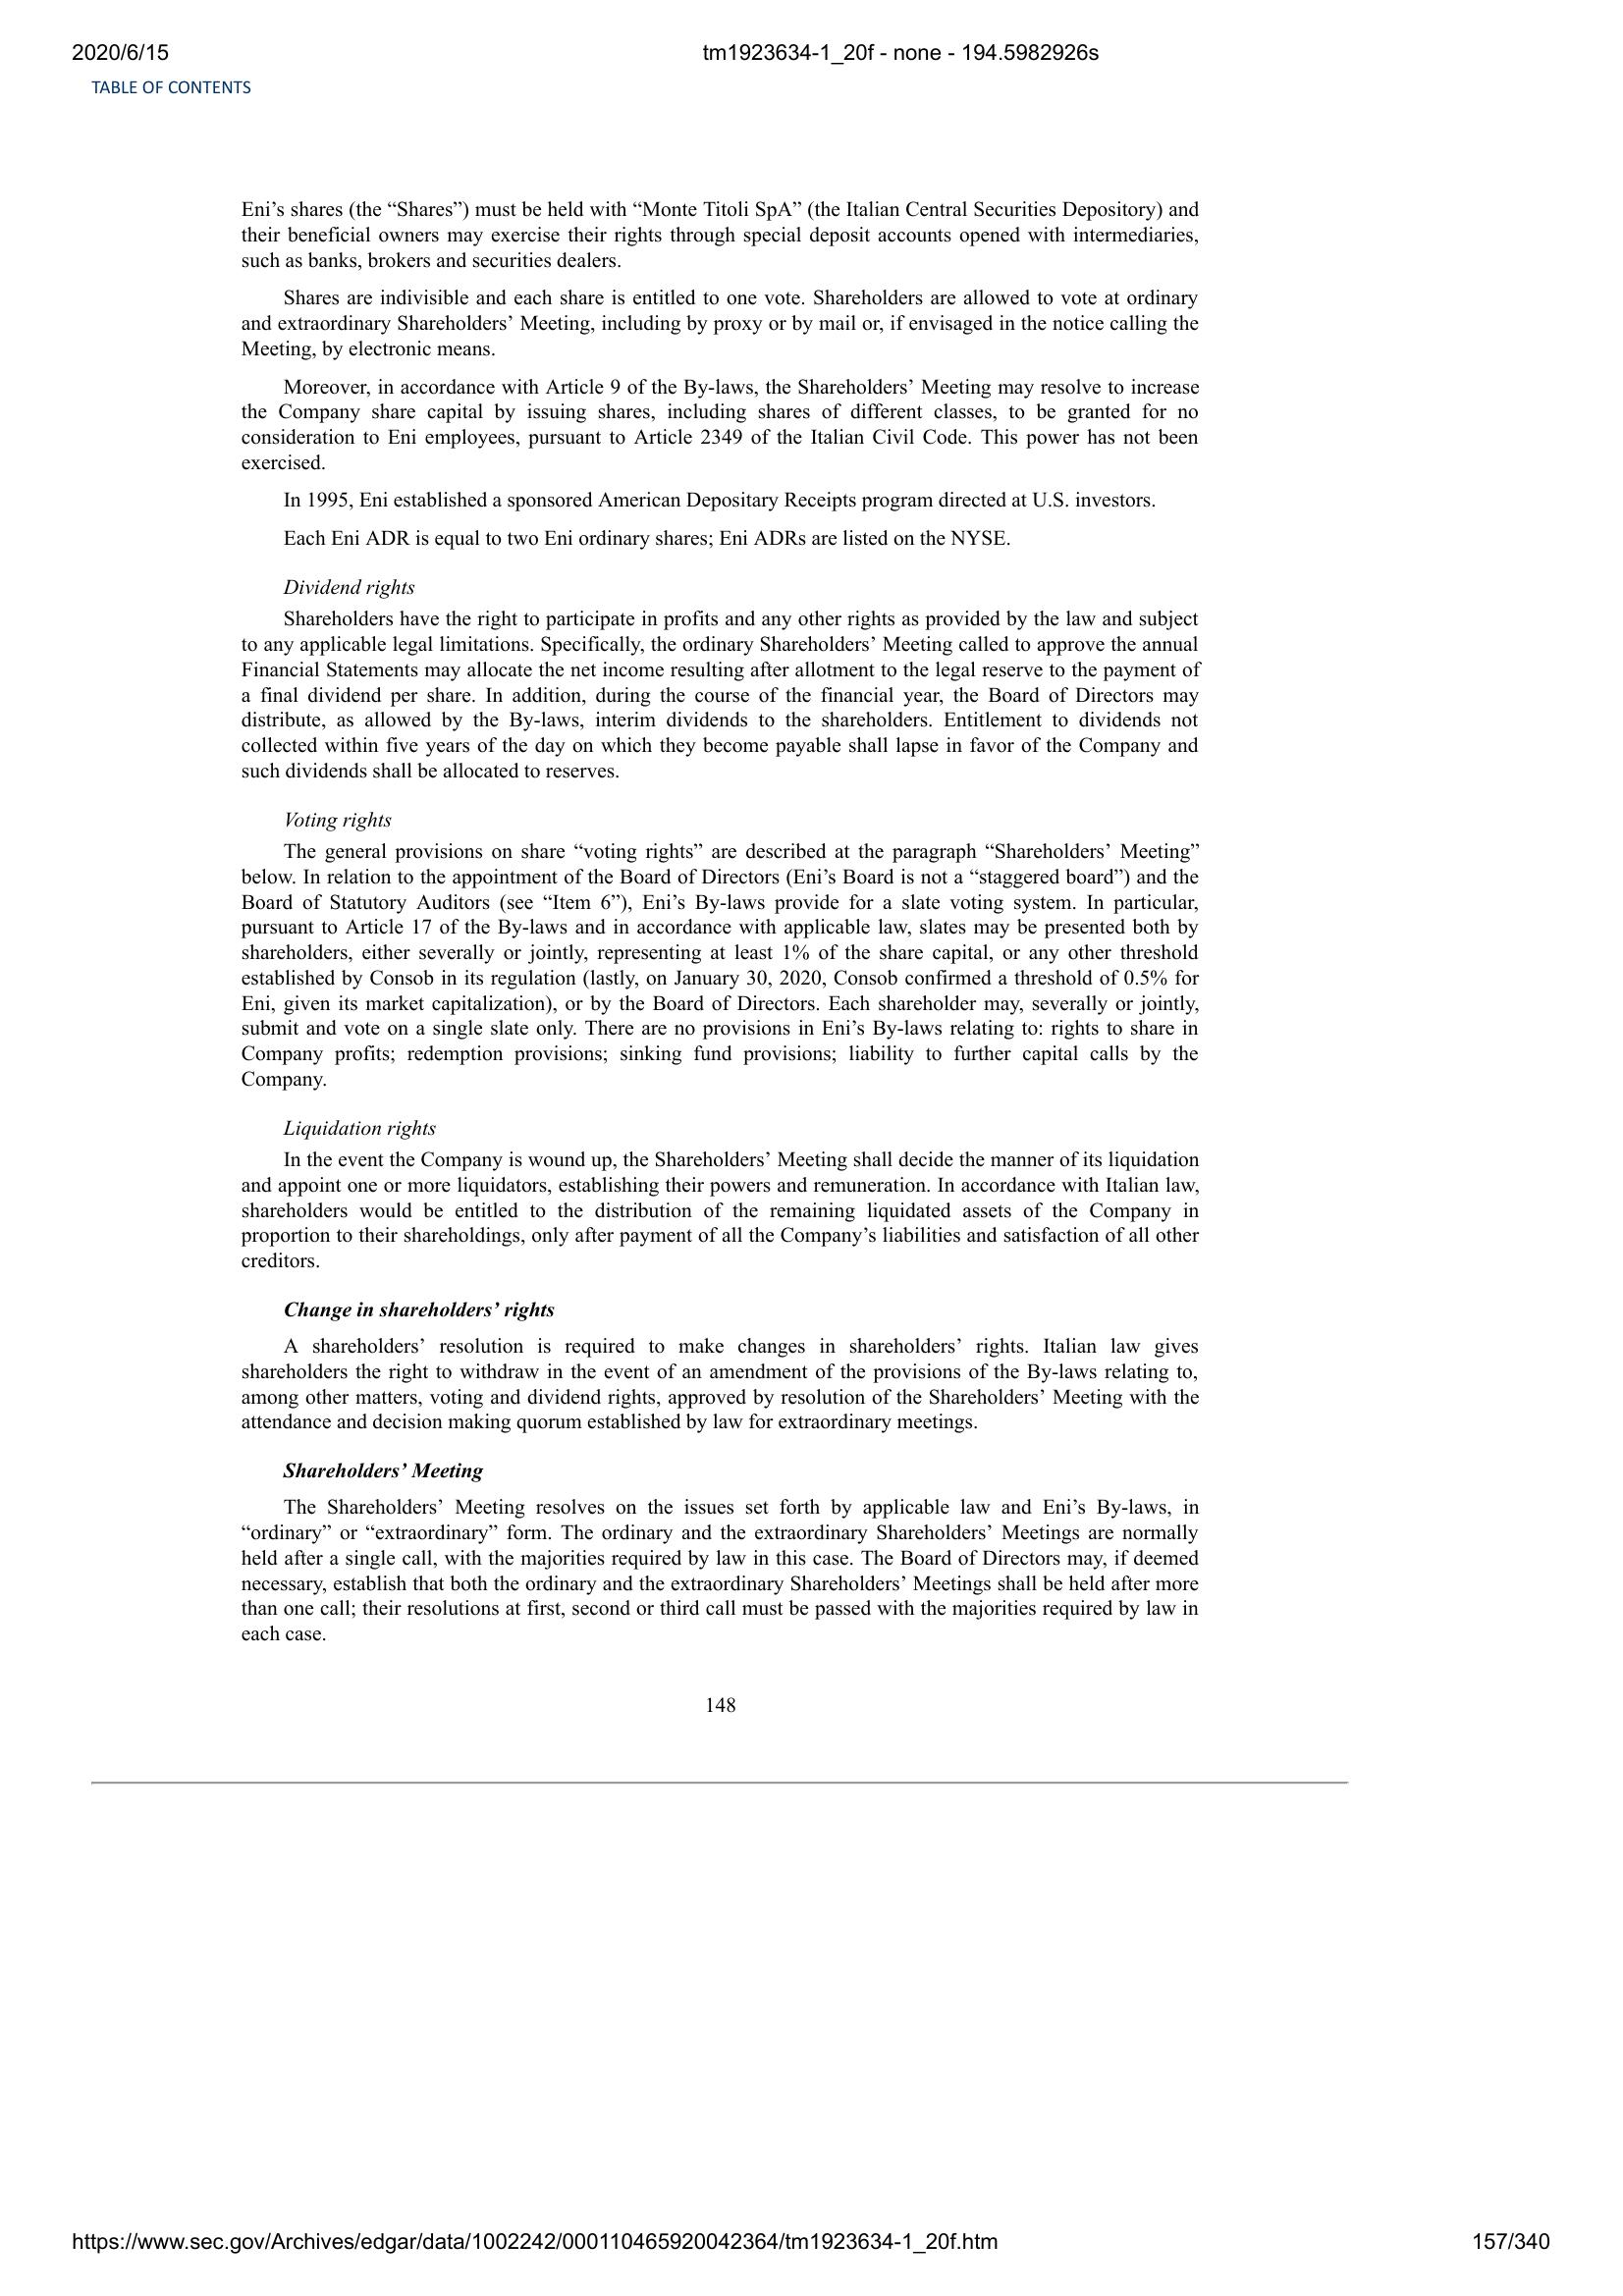 2020/6/15
tm1923634-1_20f - none - 194.5982926s
TABLE OF CONTENTS
Eni’s shares (the “Shares”) must be held with “Monte Titoli SpA” (the Italian Central Securities Depository) and
their beneficial owners may exercise their rights through special deposit accounts opened with intermediaries,
such as banks, brokers and securities dealers.
Shares are indivisible and each share is entitled to one vote. Shareholders are allowed to vote at ordinary
and extraordinary Shareholders’ Meeting, including by proxy or by mail or, if envisaged in the notice calling the
Meeting, by electronic means.
Moreover, in accordance with Article 9 of the By-laws, the Shareholders’ Meeting may resolve to increase
the Company share capital by issuing shares, including shares of different classes, to be granted for no
consideration to Eni employees, pursuant to Article 2349 of the Italian Civil Code. This power has not been
exercised.
In 1995, Eni established a sponsored American Depositary Receipts program directed at U.S. investors.
Each Eni ADR is equal to two Eni ordinary shares; Eni ADRs are listed on the NYSE.
Dividend rights
Shareholders have the right to participate in profits and any other rights as provided by the law and subject
to any applicable legal limitations. Specifically, the ordinary Shareholders’ Meeting called to approve the annual
Financial Statements may allocate the net income resulting after allotment to the legal reserve to the payment of
a final dividend per share. In addition, during the course of the financial year, the Board of Directors may
distribute, as allowed by the By-laws, interim dividends to the shareholders. Entitlement to dividends not
collected within five years of the day on which they become payable shall lapse in favor of the Company and
such dividends shall be allocated to reserves.
Voting rights
The general provisions on share “voting rights” are described at the paragraph “Shareholders’ Meeting”
below. In relation to the appointment of the Board of Directors (Eni’s Board is not a “staggered board”) and the
Board of Statutory Auditors (see “Item 6”), Eni’s By-laws provide for a slate voting system. In particular,
pursuant to Article 17 of the By-laws and in accordance with applicable law, slates may be presented both by
shareholders, either severally or jointly, representing at least 1% of the share capital, or any other threshold
established by Consob in its regulation (lastly, on January 30, 2020, Consob confirmed a threshold of 0.5% for
Eni, given its market capitalization), or by the Board of Directors. Each shareholder may, severally or jointly,
submit and vote on a single slate only. There are no provisions in Eni’s By-laws relating to: rights to share in
Company profits; redemption provisions; sinking fund provisions; liability to further capital calls by the
Company.
Liquidation rights
In the event the Company is wound up, the Shareholders’ Meeting shall decide the manner of its liquidation
and appoint one or more liquidators, establishing their powers and remuneration. In accordance with Italian law,
shareholders would be entitled to the distribution of the remaining liquidated assets of the Company in
proportion to their shareholdings, only after payment of all the Company’s liabilities and satisfaction of all other
creditors.
Change in shareholders’ rights
A shareholders’ resolution is required to make changes in shareholders’ rights. Italian law gives
shareholders the right to withdraw in the event of an amendment of the provisions of the By-laws relating to,
among other matters, voting and dividend rights, approved by resolution of the Shareholders’ Meeting with the
attendance and decision making quorum established by law for extraordinary meetings.
Shareholders’ Meeting
The Shareholders’ Meeting resolves on the issues set forth by applicable law and Eni’s By-laws, in
“ordinary” or “extraordinary” form. The ordinary and the extraordinary Shareholders’ Meetings are normally
held after a single call, with the majorities required by law in this case. The Board of Directors may, if deemed
necessary, establish that both the ordinary and the extraordinary Shareholders’ Meetings shall be held after more
than one call; their resolutions at first, second or third call must be passed with the majorities required by law in
each case.
148
https://www.sec.gov/Archives/edgar/data/1002242/000110465920042364/tm1923634-1_20f.htm
157/340